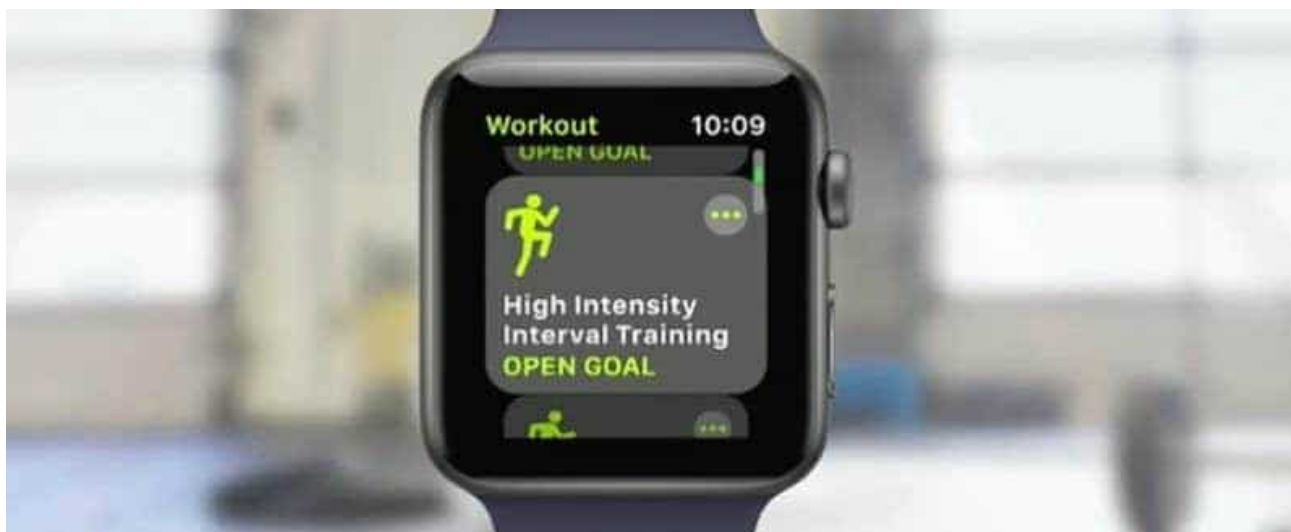 Workout 10:09
OPEN GOAL
High Intensity
Interval Training
OPEN GOAL